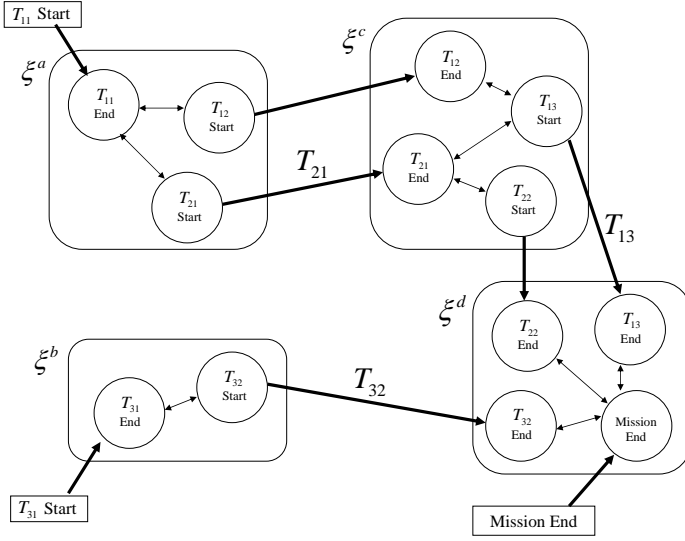 T₁₁ Start
ξᵃ
T₁₁
End
T₁₂
Start
T₂₁
Start
T₂₁
ξᶜ
T₁₂
End
T₁₃
Start
T₂₁
End
T₂₂
Start
T₁₃
ξᵇ
T₃₁
End
T₃₂
Start
T₃₁ Start
T₃₂
ξᵈ
T₂₂
End
T₁₃
End
T₃₂
End
Mission
End
Mission End